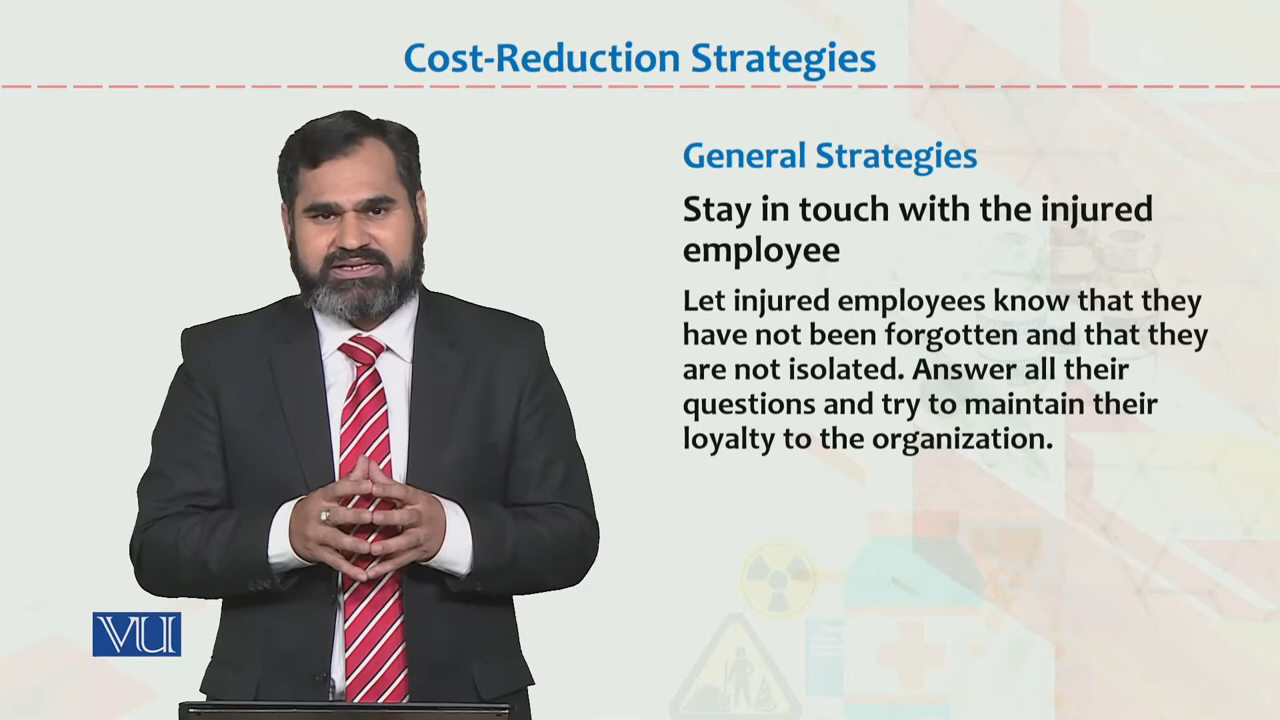 Cost-Reduction Strategies
General Strategies
Stay in touch with the injured
employee
Let injured employees know that they
have not been forgotten and that they
are not isolated. Answer all their
questions and try to maintain their
loyalty to the organization.
VU